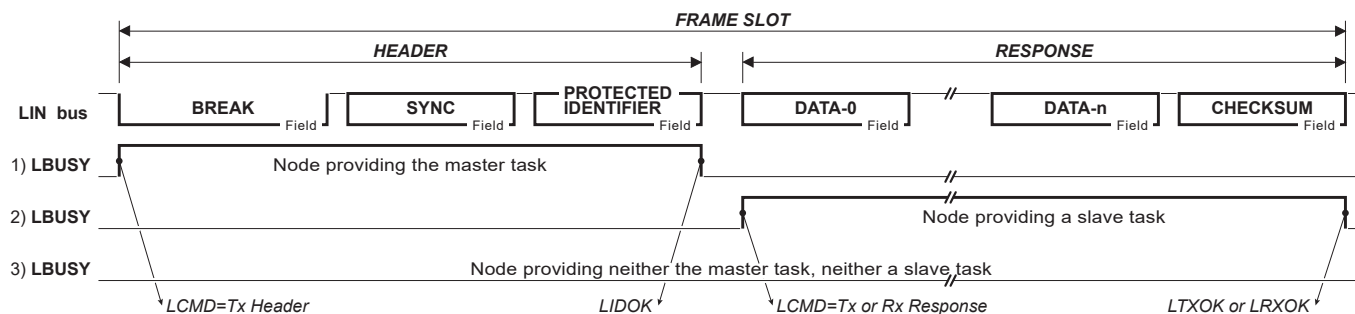 FRAME SLOT
HEADER RESPONSE
LIN bus
BREAK
Field
SYNC
Field
PROTECTED
IDENTIFIER
Field
DATA-0
Field
DATA-n
Field
CHECKSUM
Field
1) LBUSY Node providing the master task
2) LBUSY Node providing a slave task
3) LBUSY Node providing neither the master task, neither a slave task
LCMD=Tx Header LIDOK LCMD=Tx or Rx Response LTXOK or LRXOK